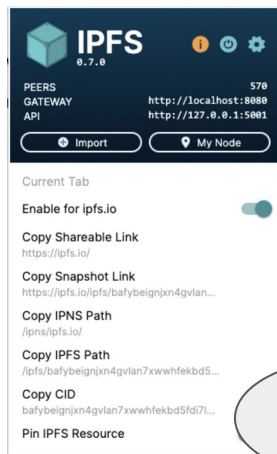 IPFS
0.7.0
PEERS 570
GATEWAY http://localhost:8080
API http://127.0.0.1:5001
Import My Node
Current Tab
Enable for ipfs.io
Copy Shareable Link
https://ipfs.io/
Copy Snapshot Link
https://ipfs.io/ipfs/bafybeignjxn4gvlan...
Copy IPNS Path
/ipns/ipfs.io/
Copy IPFS Path
/ipfs/bafybeignjxn4gvlan7xwwhfekbd5...
Copy CID
bafybeignjxn4gvlan7xwwhfekbd5fdi7l...
Pin IPFS Resource